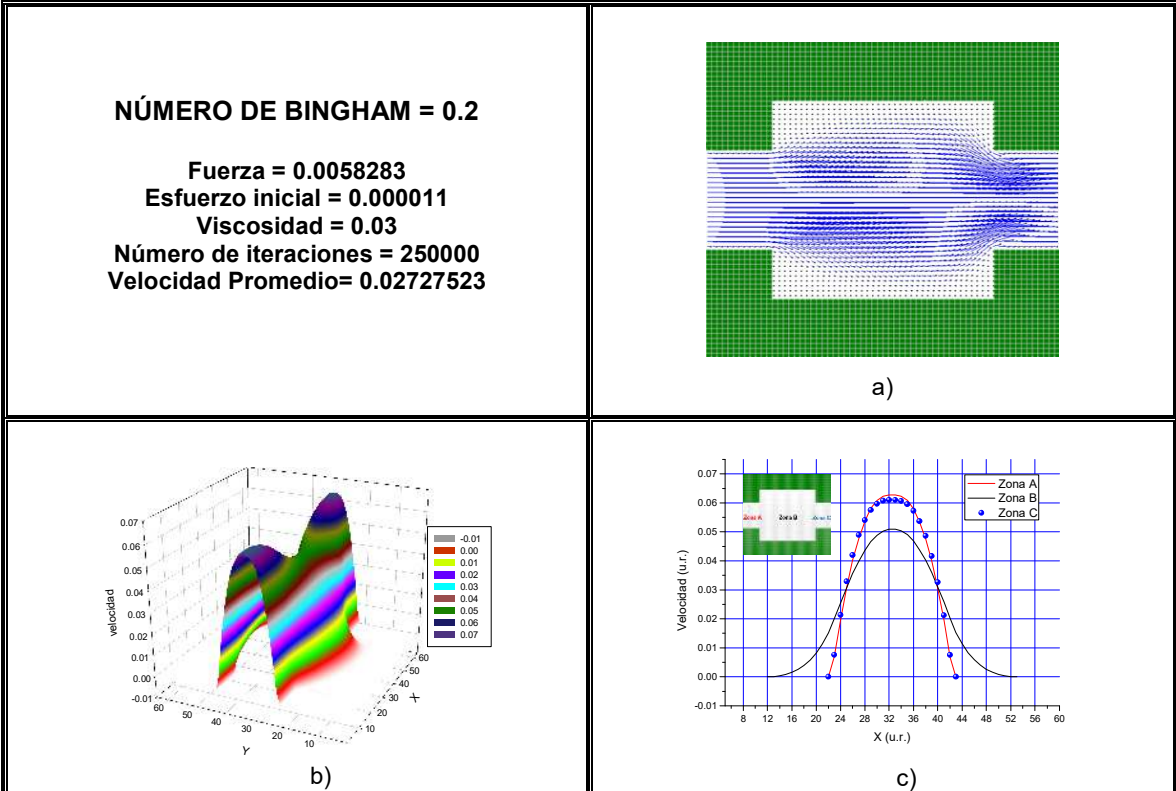 NÚMERO DE BINGHAM = 0.2
Fuerza = 0.0058283
Esfuerzo inicial = 0.000011
Viscosidad = 0.03
Número de iteraciones = 250000
Velocidad Promedio= 0.02727523
a)
velocidad
0.07
0.06
0.05
0.04
0.03
0.02
0.01
0.00
-0.01
60
50
40
30
20
10
Y
10
20
30
40
50
60
X
-0.01
0.00
0.01
0.02
0.03
0.04
0.05
0.06
0.07
b)
Velocidad (u.r.)
0.07
0.06
0.05
0.04
0.03
0.02
0.01
0.00
-0.01
Zona A
Zona B
Zona C
Zona A
Zona B
Zona C
8 12 16 20 24 28 32 36 40 44 48 52 56 60
X (u.r.)
c)